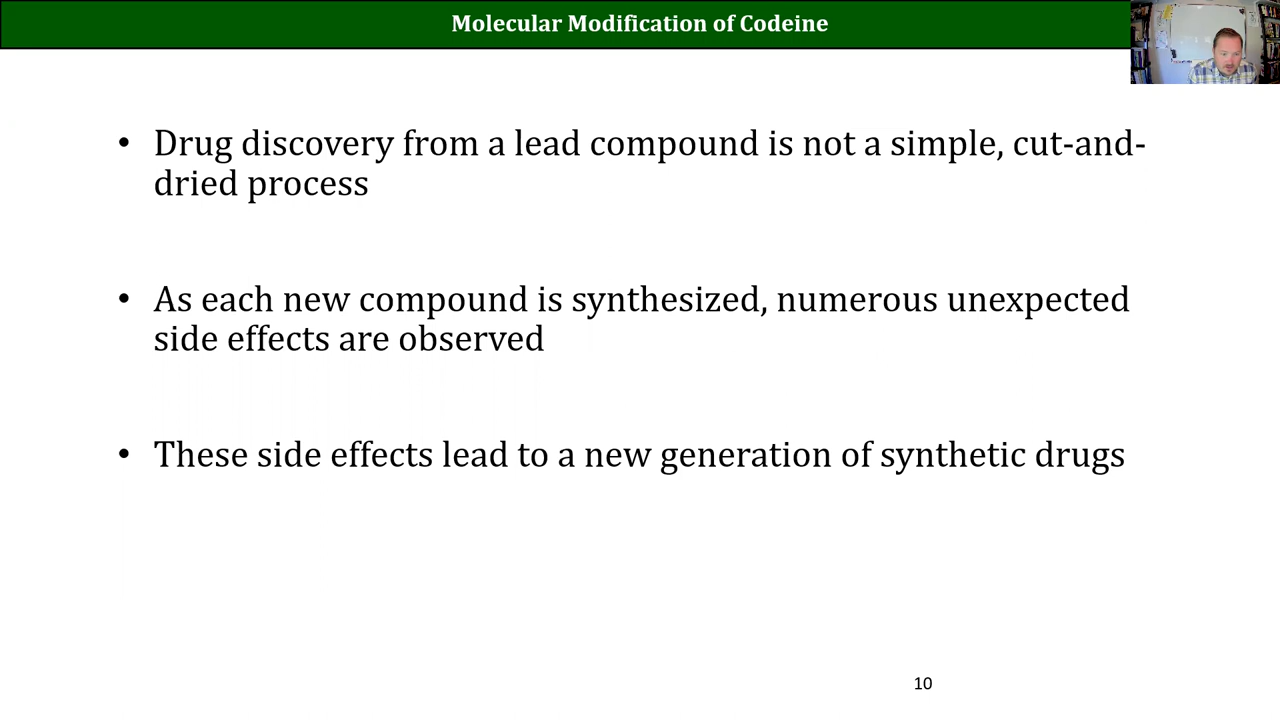 Molecular Modification of Codeine
• Drug discovery from a lead compound is not a simple, cut-and-
dried process
• As each new compound is synthesized, numerous unexpected
side effects are observed
• These side effects lead to a new generation of synthetic drugs
10